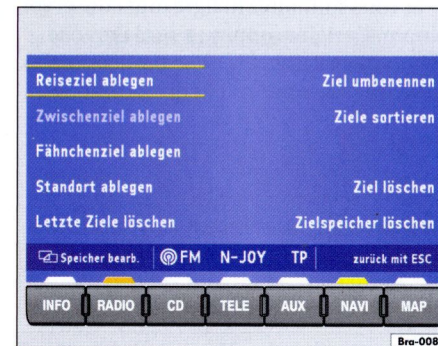 Reiseziel ablegen Ziel umbenennen
Zwischenziel ablegen Ziele sortieren
Fähnchenziel ablegen
Standort ablegen Ziel löschen
Letzte Ziele löschen Zielspeicher löschen
Speicher bearb. FM N-JOY TP zurück mit ESC
INFO RADIO CD TELE AUX NAVI MAP
Bra-008